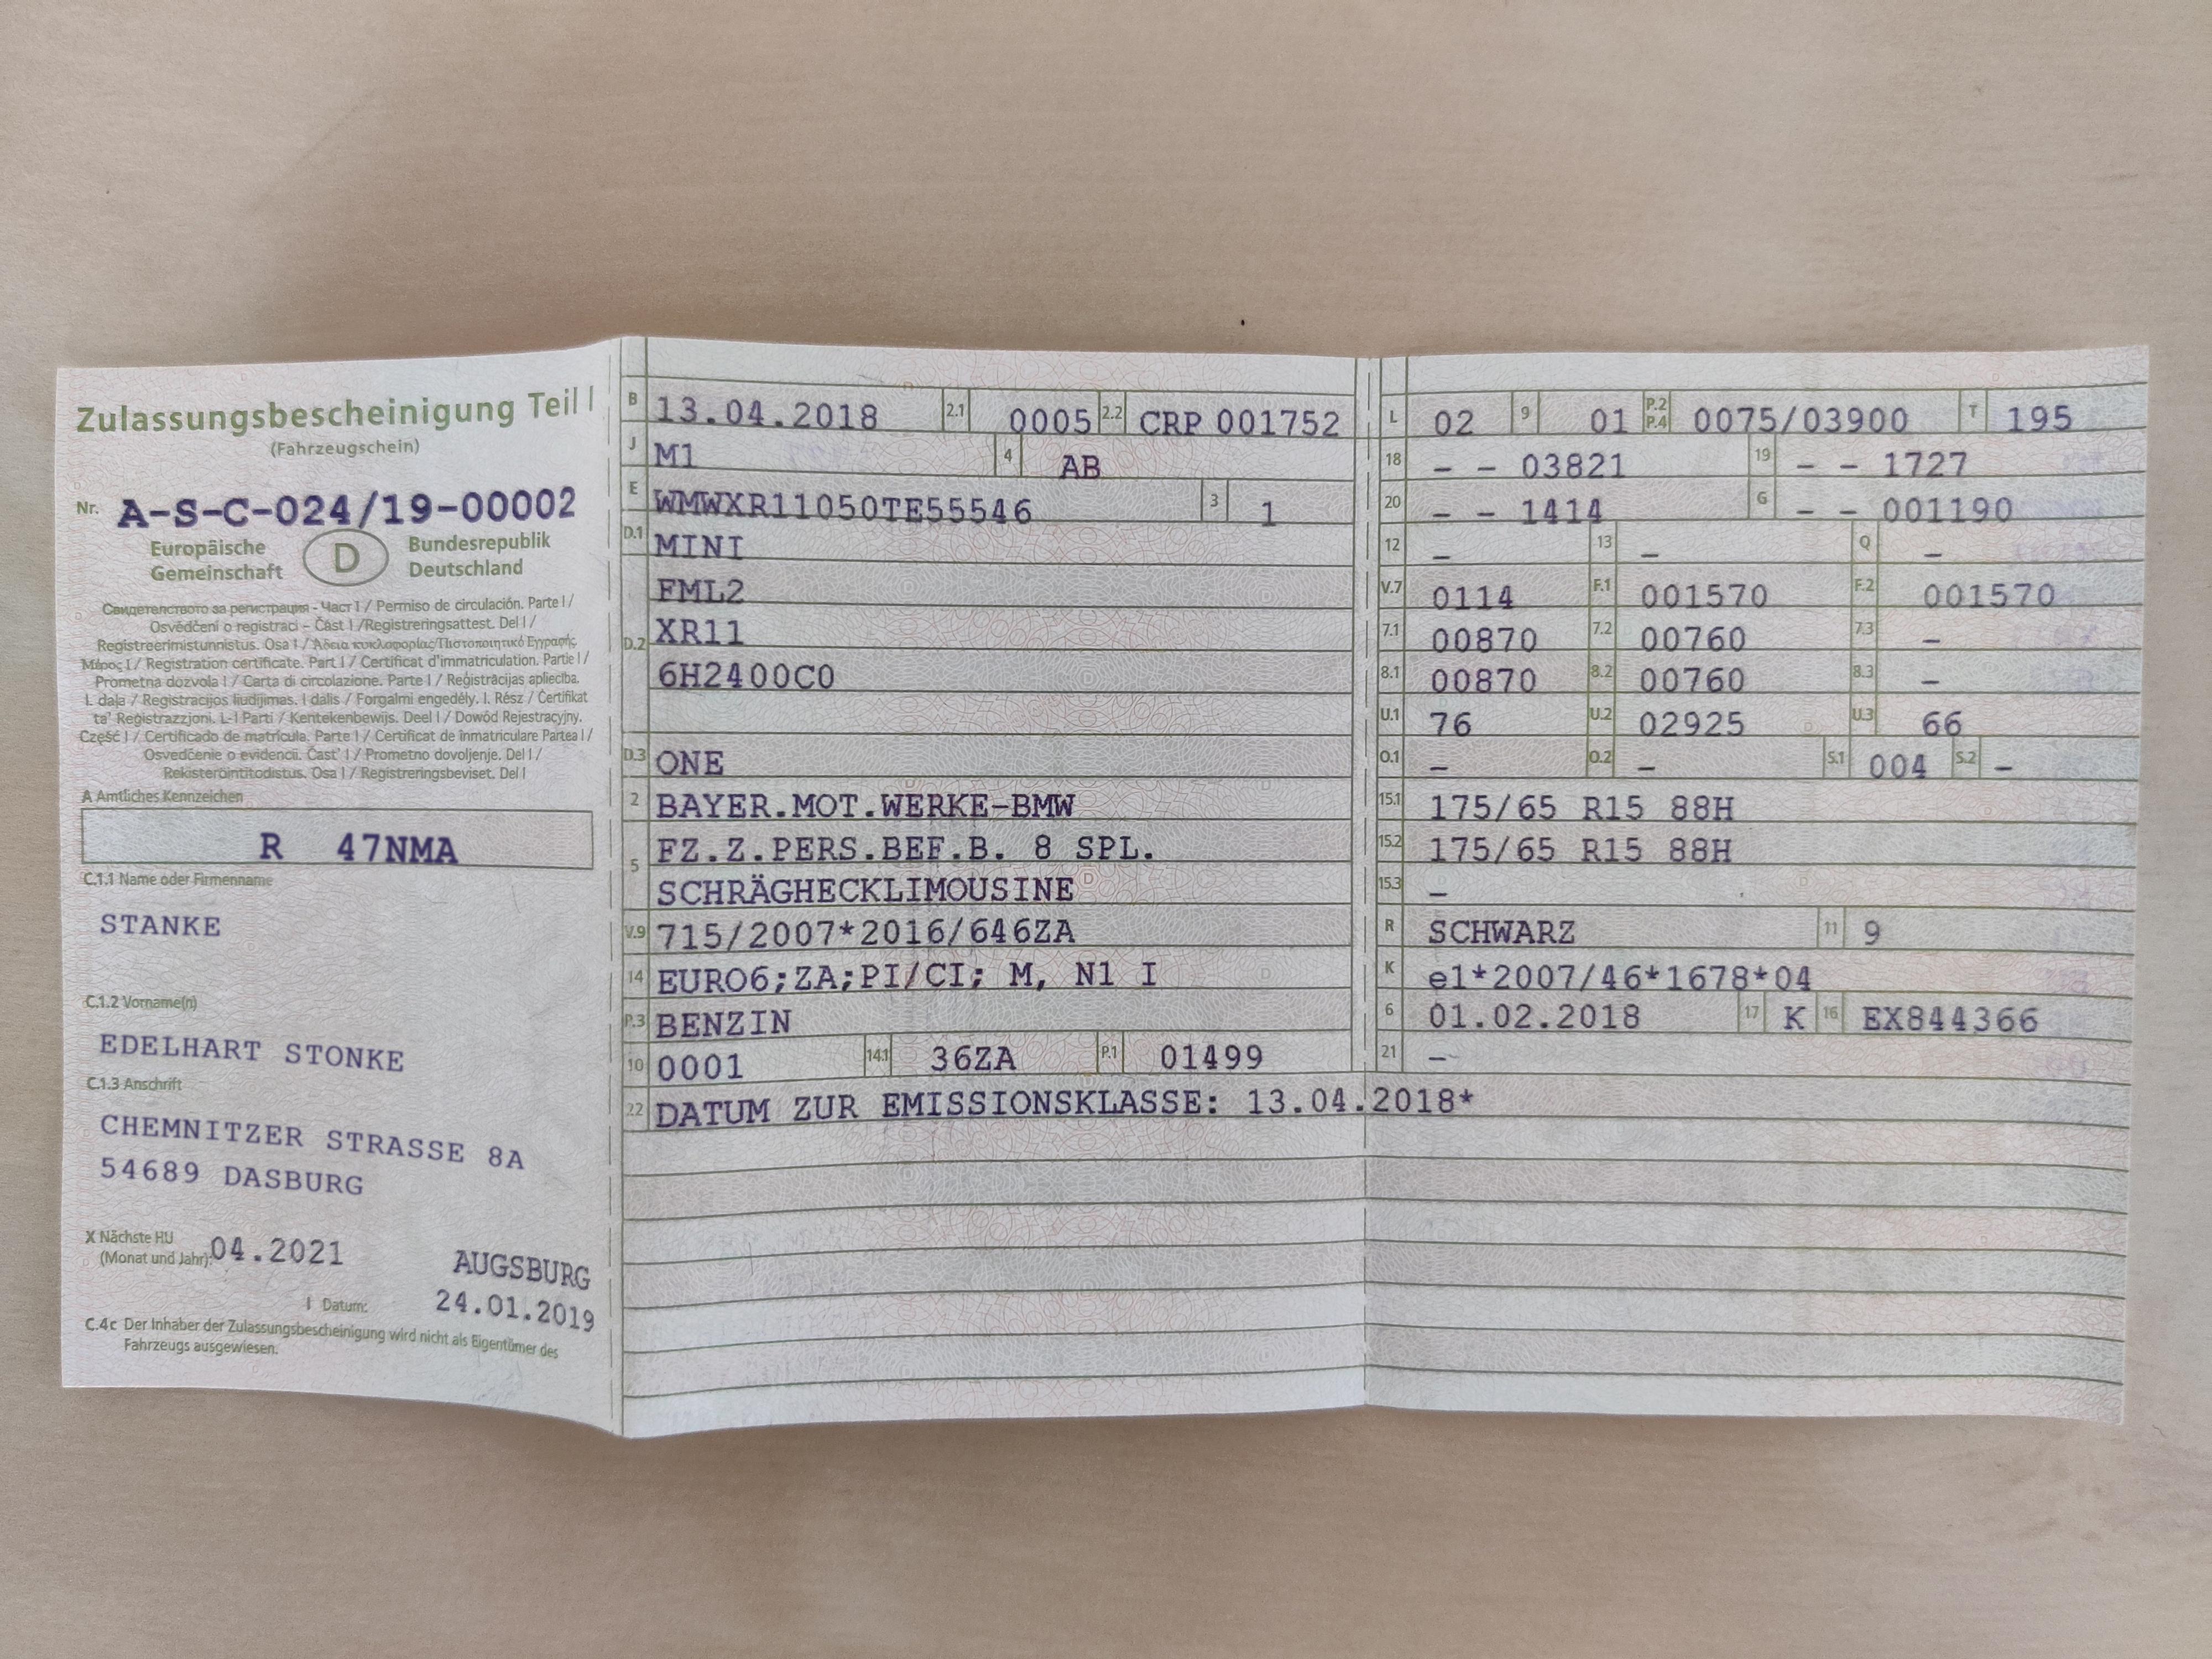 Zulassungsbescheinigung Teil I
(Fahrzeugschein)
Nr. A-S-C-024/19-00002
Europäische Gemeinschaft D Bundesrepublik Deutschland
Свидетелството за регистрация - Част I / Permiso de circulación. Parte I /
Osvědčení o registraci – Část I /Registreringsattest. Del I /
Registreerimistunnistus. Osa I / Άδεια κυκλοφορίας/Πιστοποιητικό Εγγραφής.
Μέρος I / Registration certificate. Part I / Certificat d'immatriculation. Partie I /
Prometna dozvola I / Carta di circolazione. Parte I / Reģistrācijas apliecība.
I. daļa / Registracijos liudijimas. I dalis / Forgalmi engedély. I. Rész / Ċertifikat
ta' Reġistrazzjoni. L-I Parti / Kentekenbewijs. Deel I / Dowód Rejestracyjny.
Część I / Certificado de matrícula. Parte I / Certificat de înmatriculare Partea I /
Osvedčenie o evidencii. Časť I / Prometno dovoljenje. Del I /
Rekisteröintitodistus. Osa I / Registreringsbeviset. Del I
A Amtliches Kennzeichen
R 47NMA
C.1.1 Name oder Firmenname
STANKE
C.1.2 Vorname(n)
EDELHART STONKE
C.1.3 Anschrift
CHEMNITZER STRASSE 8A
54689 DASBURG
X Nächste HU
(Monat und Jahr): 04.2021
AUGSBURG
I Datum: 24.01.2019
C.4c Der Inhaber der Zulassungsbescheinigung wird nicht als Eigentümer des
Fahrzeugs ausgewiesen.
B 13.04.2018 2.1 0005 2.2 CRP 001752
J M1 4 AB
E WMWXR11050TE55546 3 1
D.1 MINI
FML2
D.2 XR11
6H2400C0
D.3 ONE
2 BAYER.MOT.WERKE-BMW
5 FZ.Z.PERS.BEF.B. 8 SPL.
SCHRÄGHECKLIMOUSINE
V.9 715/2007*2016/646ZA
14 EURO6;ZA;PI/CI; M, N1 I
P.3 BENZIN
10 0001 14.1 36ZA P.1 01499
22 DATUM ZUR EMISSIONSKLASSE: 13.04.2018*
L 02 9 01 P.2 P.4 0075/03900 T 195
18 - - 03821 19 - - 1727
20 - - 1414 G - - 001190
12 - 13 - Q -
V.7 0114 F.1 001570 F.2 001570
7.1 00870 7.2 00760 7.3 -
8.1 00870 8.2 00760 8.3 -
U.1 76 U.2 02925 U.3 66
O.1 - O.2 - S.1 004 S.2 -
15.1 175/65 R15 88H
15.2 175/65 R15 88H
15.3 -
R SCHWARZ 11 9
K e1*2007/46*1678*04
6 01.02.2018 17 K 16 EX844366
21 -